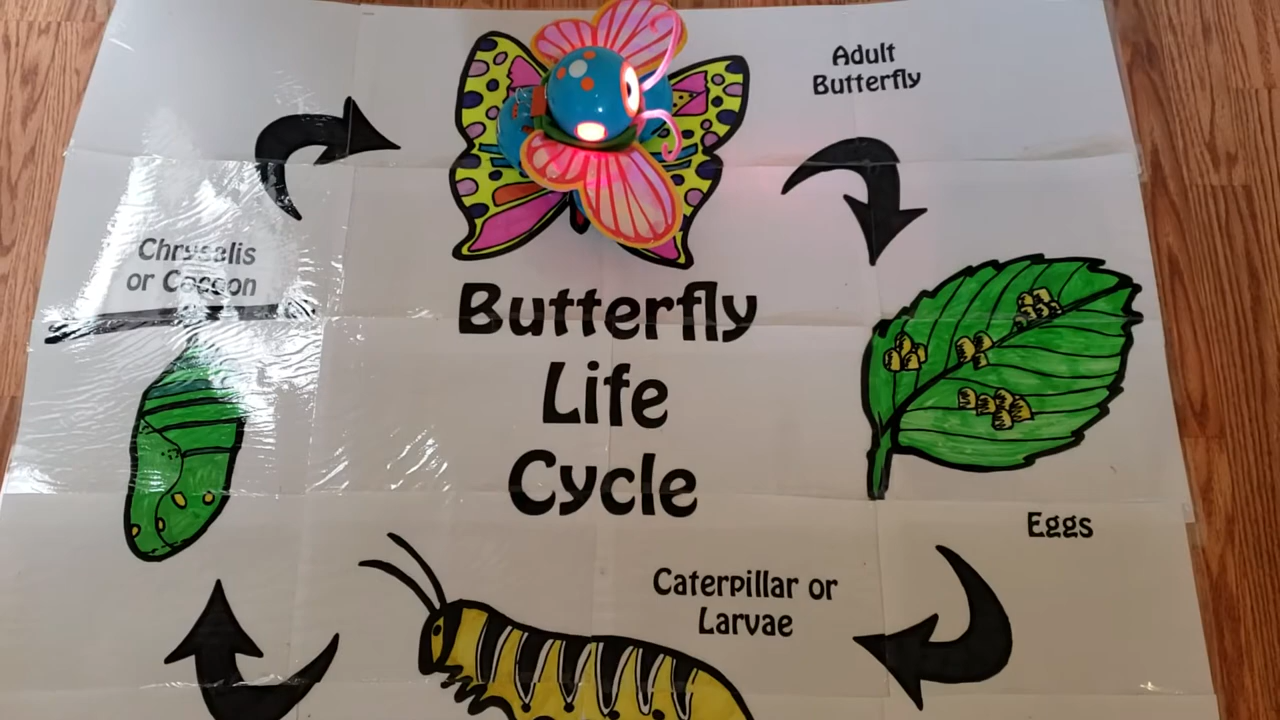 Adult
Butterfly
Chrysalis
or Cocoon
Butterfly
Life
Cycle
Eggs
Caterpillar or
Larvae